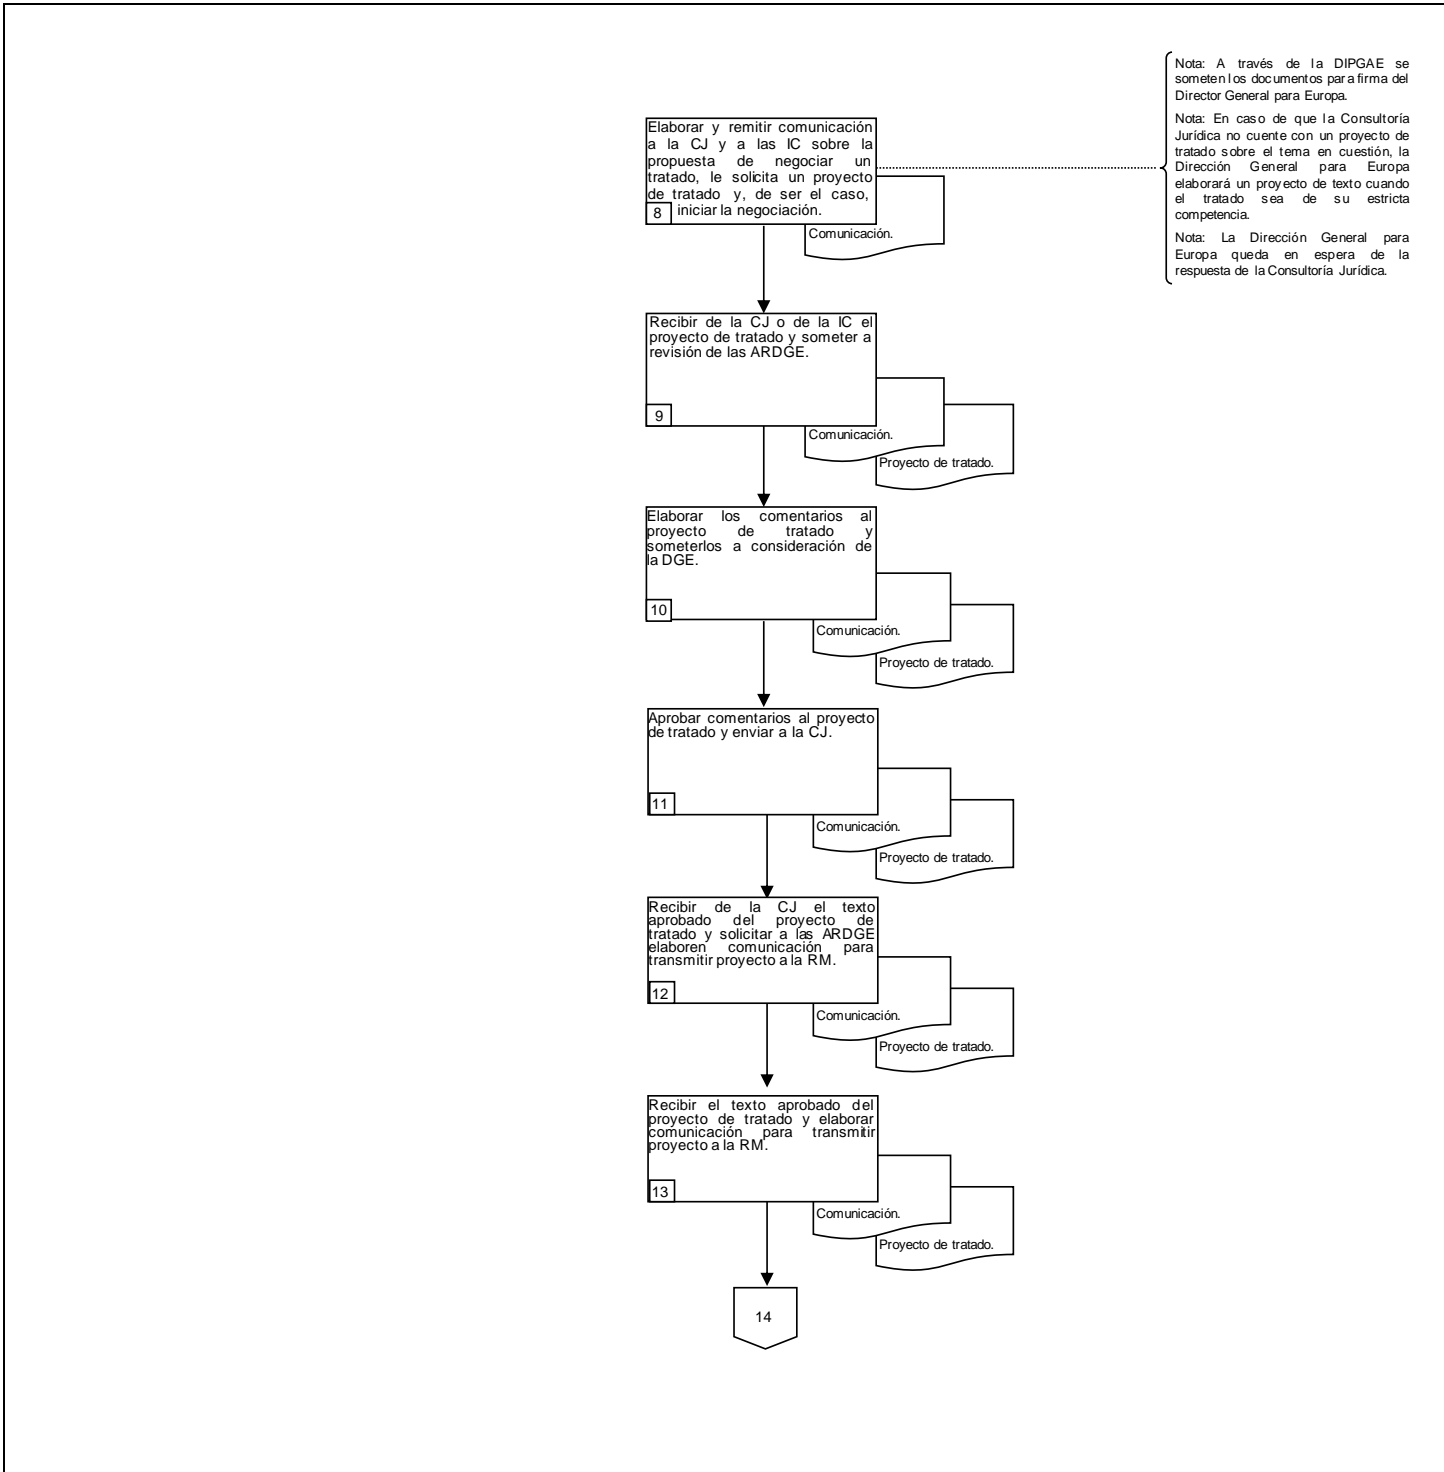 Nota: A través de la DIPGAE se
someten los documentos para firma del
Director General para Europa.
Nota: En caso de que la Consultoría
Jurídica no cuente con un proyecto de
tratado sobre el tema en cuestión, la
Dirección General para Europa
elaborará un proyecto de texto cuando
el tratado sea de su estricta
competencia.
Nota: La Dirección General para
Europa queda en espera de la
respuesta de la Consultoría Jurídica.
Elaborar y remitir comunicación
a la CJ y a las IC sobre la
propuesta de negociar un
tratado, le solicita un proyecto
de tratado y, de ser el caso,
iniciar la negociación.
8
Comunicación.
Recibir de la CJ o de la IC el
proyecto de tratado y someter a
revisión de las ARDGE.
9
Comunicación.
Proyecto de tratado.
Elaborar los comentarios al
proyecto de tratado y
someterlos a consideración de
la DGE.
10
Comunicación.
Proyecto de tratado.
Aprobar comentarios al proyecto
de tratado y enviar a la CJ.
11
Comunicación.
Proyecto de tratado.
Recibir de la CJ el texto
aprobado del proyecto de
tratado y solicitar a las ARDGE
elaboren comunicación para
transmitir proyecto a la RM.
12
Comunicación.
Proyecto de tratado.
Recibir el texto aprobado del
proyecto de tratado y elaborar
comunicación para transmitir
proyecto a la RM.
13
Comunicación.
Proyecto de tratado.
14